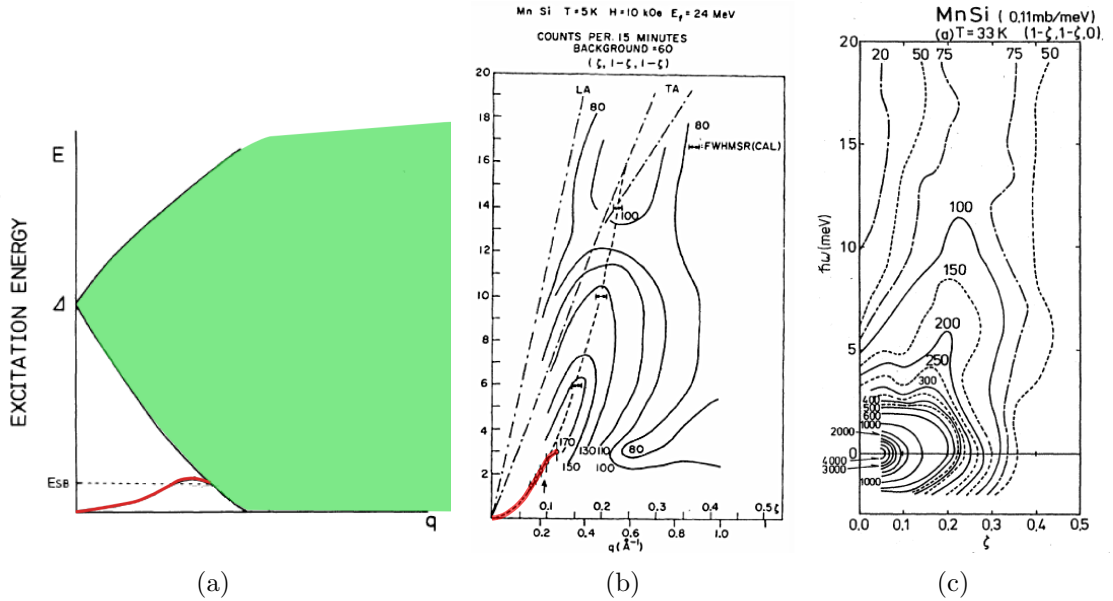 E
Δ
EXCITATION ENERGY
ESB
q
(a)
Mn Si T=5K H=10 kOe Ef=24 MeV
COUNTS PER. 15 MINUTES
BACKGROUND=60
(ζ, 1-ζ, 1-ζ)
20
18
16
14
12
10
8
6
4
2
LA
TA
80
80
FWHMSR(CAL)
100
170
150
130
110
100
80
0.1
0.2
0.3
0.4
0.5 ζ
0.2
0.4
0.6
0.8
1.0
q(Å⁻¹)
(b)
MnSi (0,11mb/meV)
(a) T=33K (1-ζ,1-ζ,0)
20
15
10
5
0
ħω(meV)
20
50
75
75
50
100
150
200
250
300
400
500
600
1000
2000
4000
3000
1000
0.0
0,1
0,2
0,3
0,4
0,5
ζ
(c)